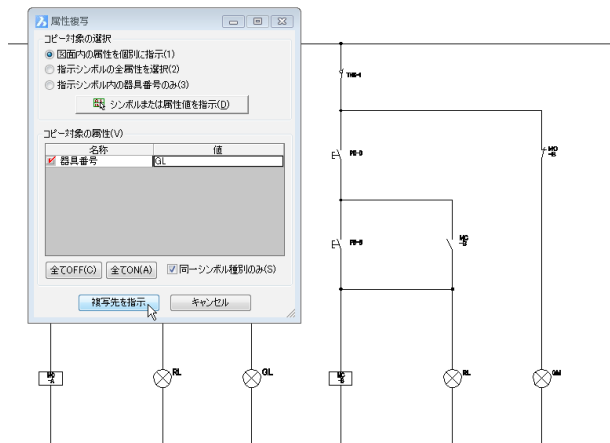 属性複写
コピー対象の選択
図面内の属性を個別に指示(1)
指示シンボルの全属性を選択(2)
指示シンボル内の器具番号のみ(3)
シンボルまたは属性値を指示(D)
コピー対象の属性(V)
名称 値
器具番号 GL
全てOFF(C) 全てON(A) 同一シンボル種別のみ(S)
複写先を指示 キャンセル
MC
-A
RL
GL
MC
-B
RL
GM